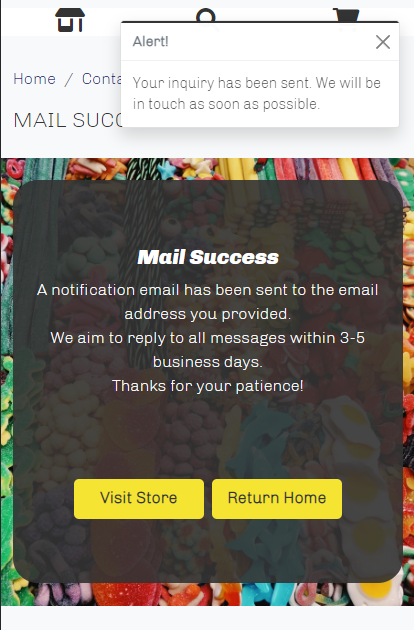 Alert!
Your inquiry has been sent. We will be
in touch as soon as possible.
Home / Conta
MAIL SUCC
Mail Success
A notification email has been sent to the email
address you provided.
We aim to reply to all messages within 3-5
business days.
Thanks for your patience!
Visit Store
Return Home